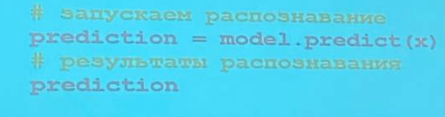 # запускаем распознавание
prediction = model.predict(x)
# результаты распознавания
prediction